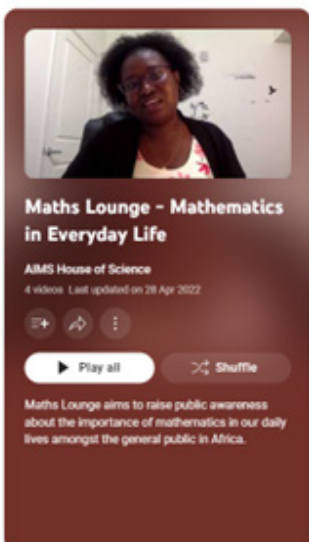 Maths Lounge - Mathematics
in Everyday Life
AIMS House of Science
4 videos Last updated on 28 Apr 2022
Play all
Shuffle
Maths Lounge aims to raise public awareness
about the importance of mathematics in our daily
lives amongst the general public in Africa.